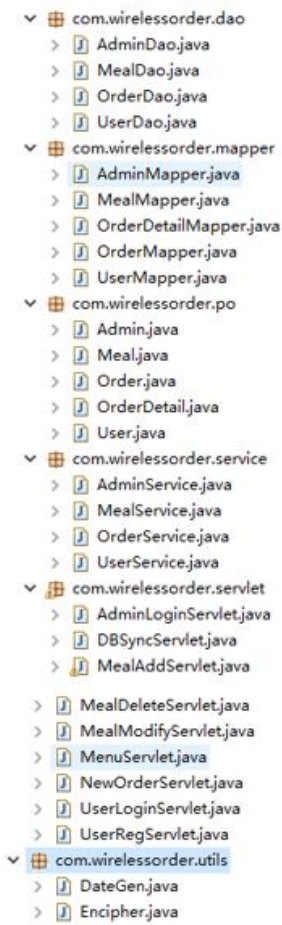 com.wirelessorder.dao
AdminDao.java
MealDao.java
OrderDao.java
UserDao.java
com.wirelessorder.mapper
AdminMapper.java
MealMapper.java
OrderDetailMapper.java
OrderMapper.java
UserMapper.java
com.wirelessorder.po
Admin.java
Meal.java
Order.java
OrderDetail.java
User.java
com.wirelessorder.service
AdminService.java
MealService.java
OrderService.java
UserService.java
com.wirelessorder.servlet
AdminLoginServlet.java
DBSyncServlet.java
MealAddServlet.java
MealDeleteServlet.java
MealModifyServlet.java
MenuServlet.java
NewOrderServlet.java
UserLoginServlet.java
UserRegServlet.java
com.wirelessorder.utils
DateGen.java
Encipher.java